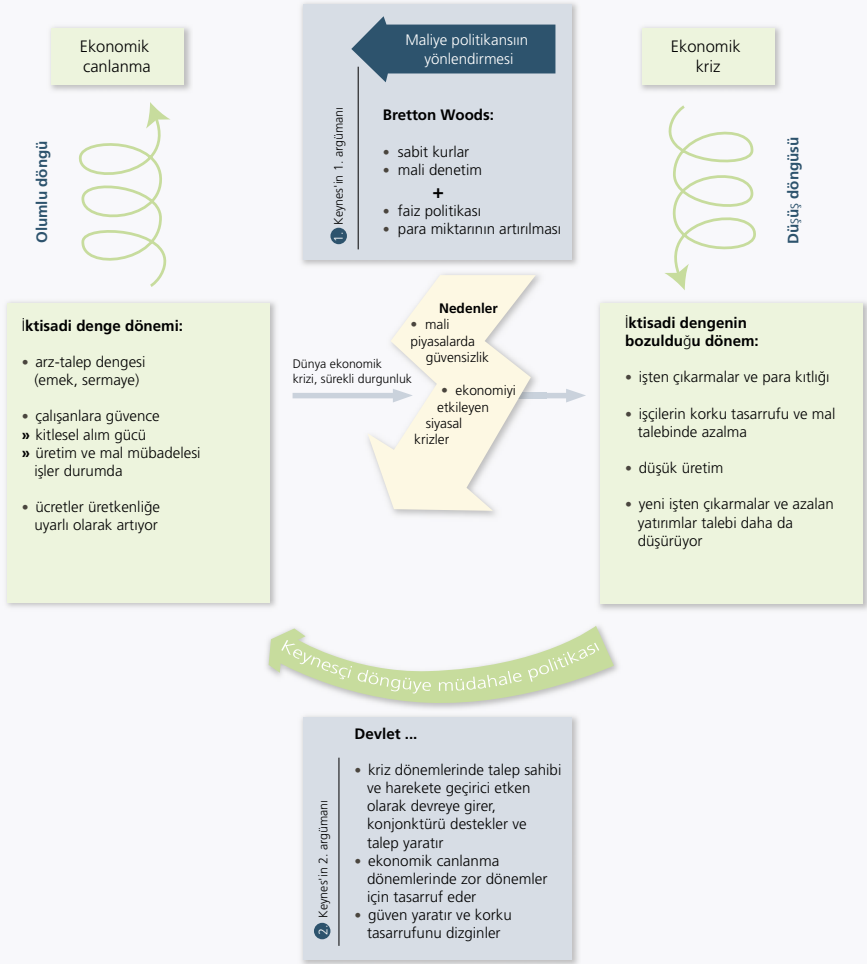 Ekonomik
canlanma
Olumlu döngü
Maliye politikansıın
yönlendirmesi
1. Keynes'in 1. argümanı
Bretton Woods:
• sabit kurlar
• mali denetim
+
• faiz politikası
• para miktarının artırılması
Ekonomik
kriz
Düşüş döngüsü
İktisadi denge dönemi:
• arz-talep dengesi
(emek, sermaye)
• çalışanlara güvence
» kitlesel alım gücü
» üretim ve mal mübadelesi
işler durumda
• ücretler üretkenliğe
uyarlı olarak artıyor
Dünya ekonomik
krizi, sürekli durgunluk
Nedenler
• mali
piyasalarda
güvensizlik
• ekonomiyi
etkileyen
siyasal
krizler
İktisadi dengenin
bozulduğu dönem:
• işten çıkarmalar ve para kıtlığı
• işçilerin korku tasarrufu ve mal
talebinde azalma
• düşük üretim
• yeni işten çıkarmalar ve azalan
yatırımlar talebi daha da
düşürüyor
Keynesçi döngüye müdahale politikası
2. Keynes'in 2. argümanı
Devlet ...
• kriz dönemlerinde talep sahibi
ve harekete geçirici etken
olarak devreye girer,
konjonktürü destekler ve
talep yaratır
• ekonomik canlanma
dönemlerinde zor dönemler
için tasarruf eder
• güven yaratır ve korku
tasarrufunu dizginler